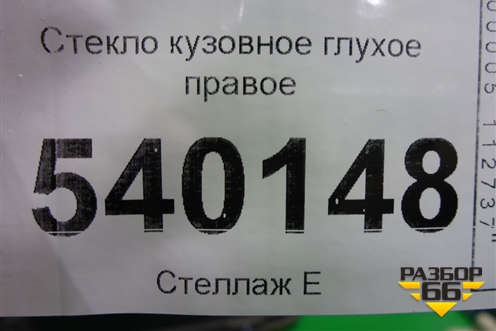 Стекло кузовное глухое
правое
540148
Стеллаж Е
РАЗБОР
66